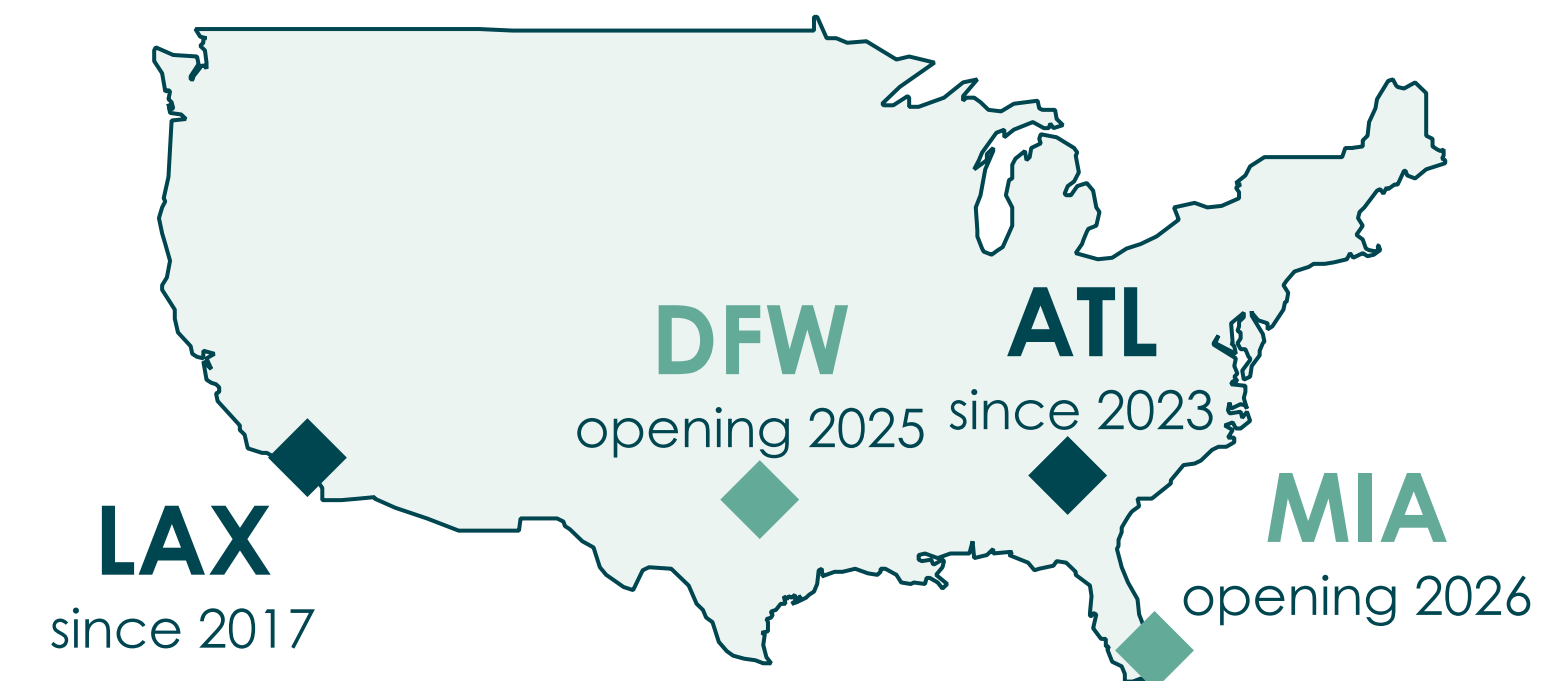 DFW
opening 2025
ATL
since 2023
LAX
since 2017
MIA
opening 2026